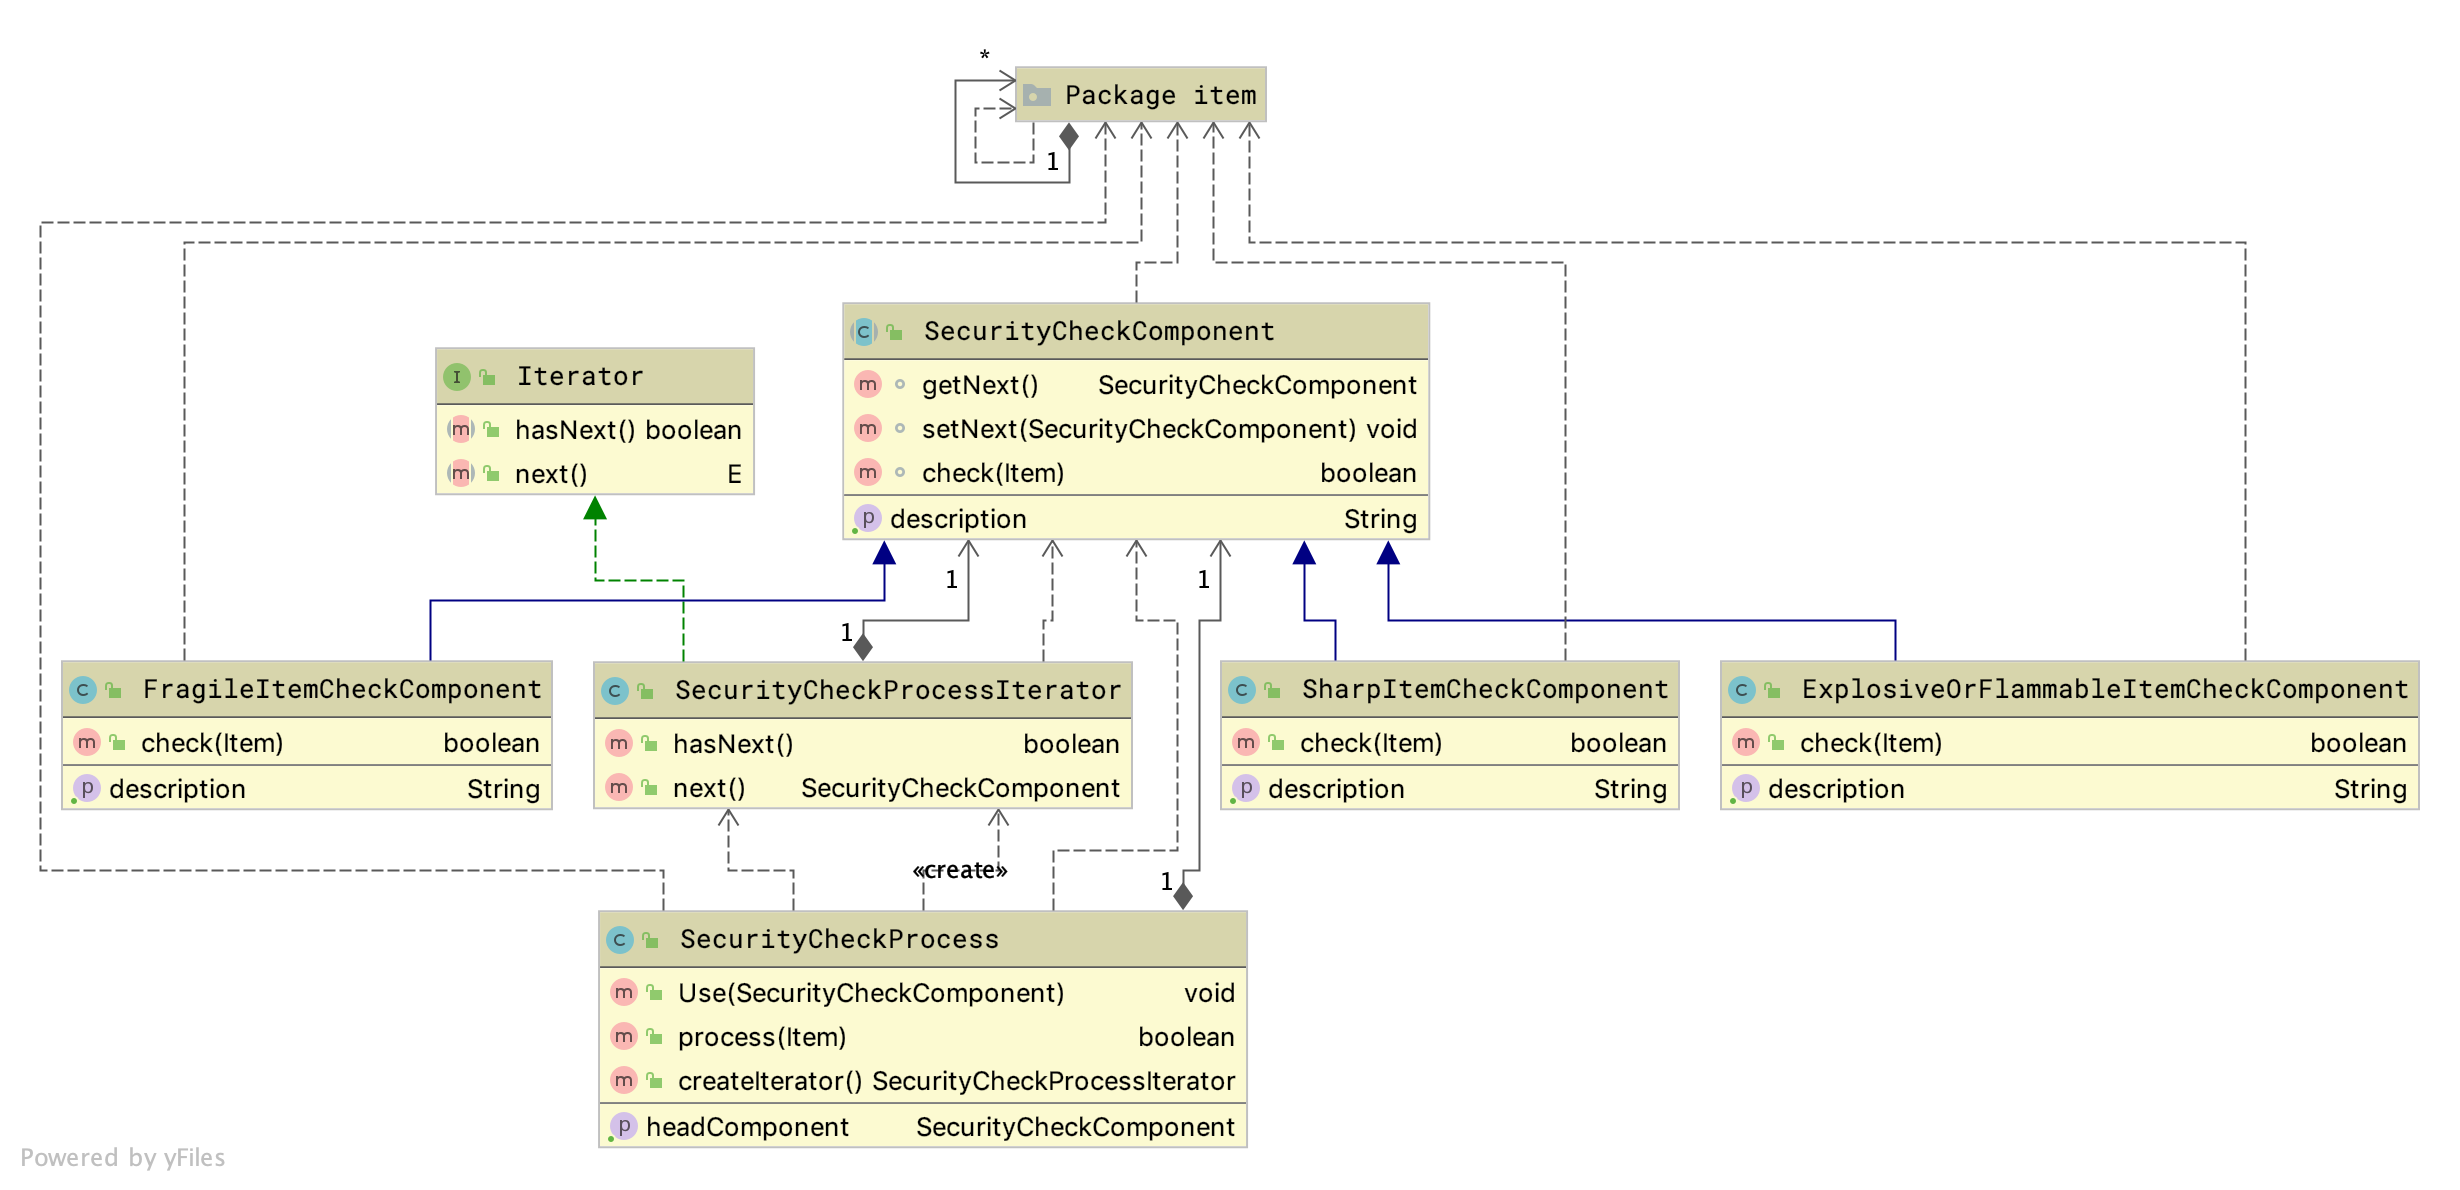 *
Package item
1
SecurityCheckComponent
getNext() SecurityCheckComponent
setNext(SecurityCheckComponent) void
check(Item) boolean
description String
Iterator
hasNext() boolean
next() E
1
1
1
FragileItemCheckComponent
check(Item) boolean
description String
SecurityCheckProcessIterator
hasNext() boolean
next() SecurityCheckComponent
SharpItemCheckComponent
check(Item) boolean
description String
ExplosiveOrFlammableItemCheckComponent
check(Item) boolean
description String
«create»
1
SecurityCheckProcess
Use(SecurityCheckComponent) void
process(Item) boolean
createIterator() SecurityCheckProcessIterator
headComponent SecurityCheckComponent
Powered by yFiles